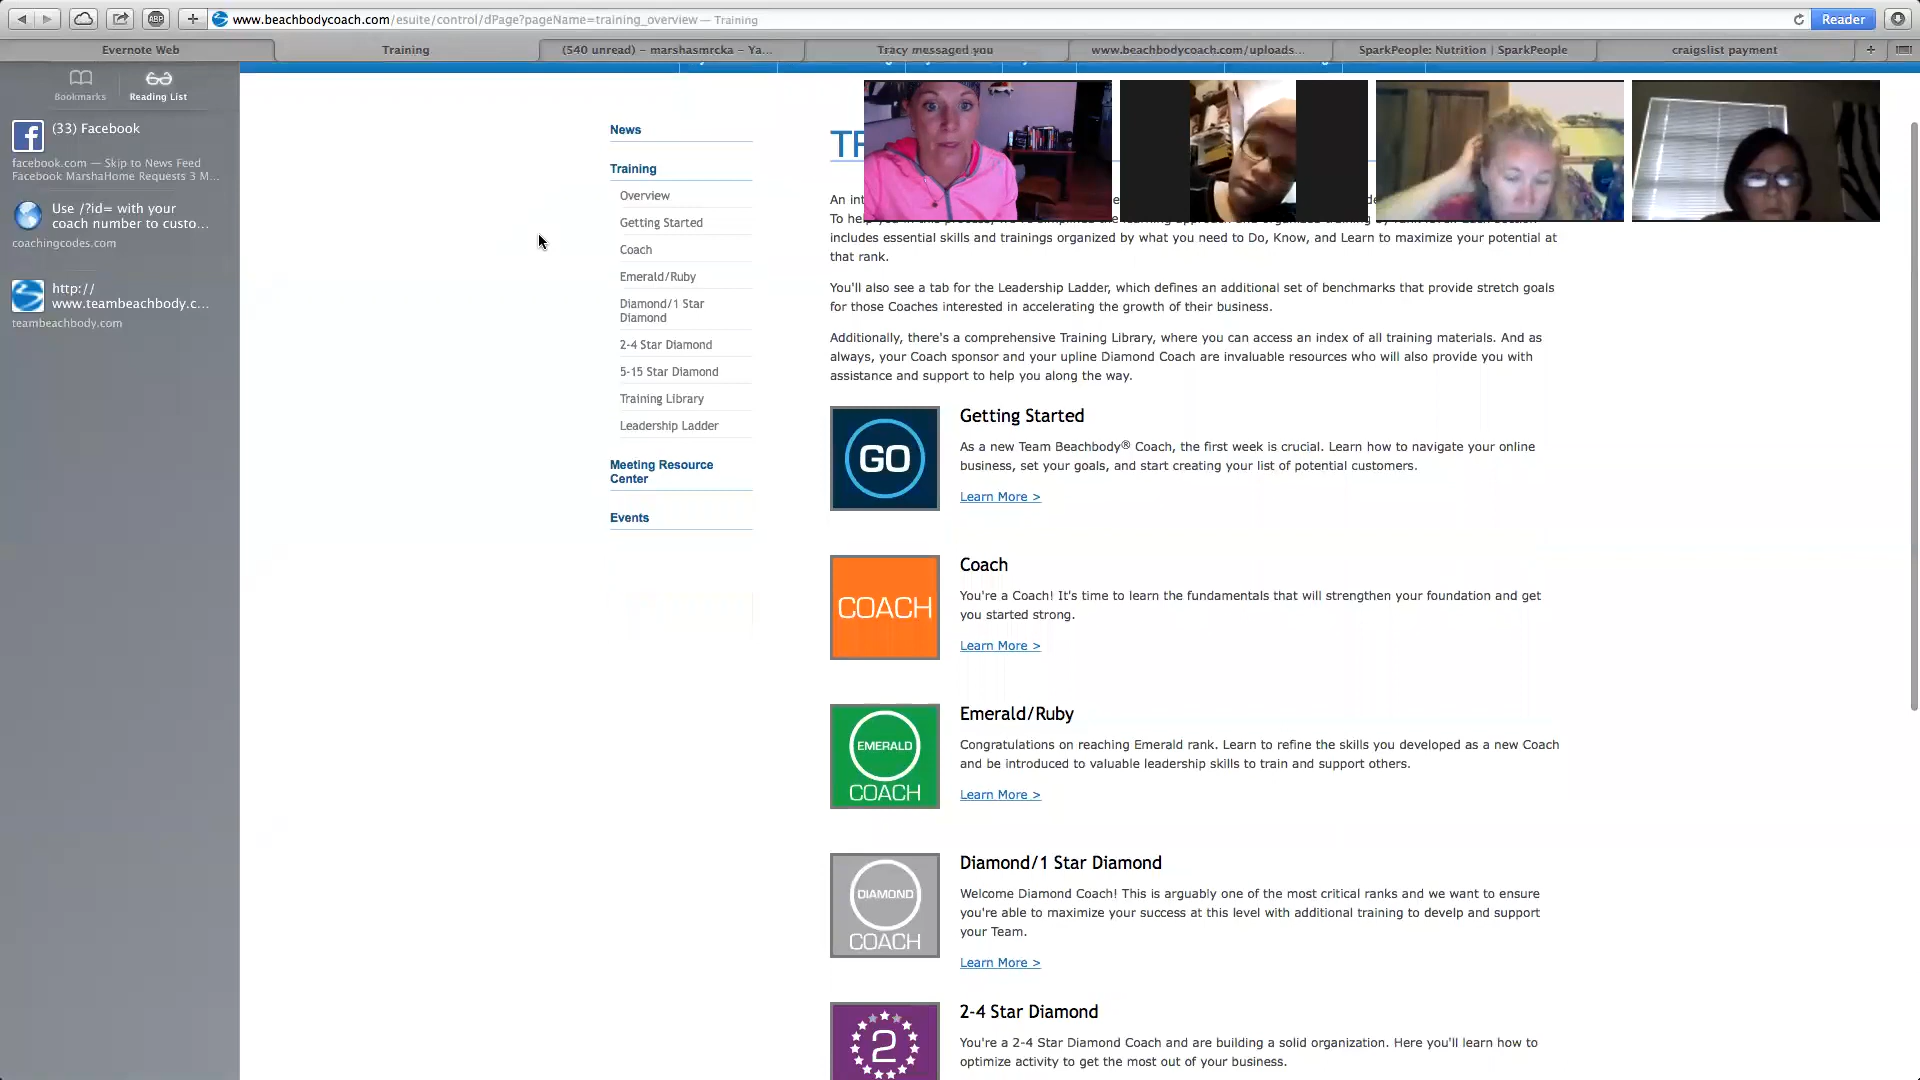 www.beachbodycoach.com/esuite/control/dPage?pageName=training_overview — Training
Reader
ABP
Evernote Web
Training
(540 unread) – marshasmrcka – Ya...
Tracy messaged you
www.beachbodycoach.com/uploads...
SparkPeople: Nutrition | SparkPeople
craigslist payment
Bookmarks
Reading List
(33) Facebook
facebook.com — Skip to News Feed
Facebook MarshaHome Requests 3 M...
Use /?id= with your
coach number to custo...
coachingcodes.com
http://
www.teambeachbody.c...
teambeachbody.com
News
Training
Overview
Getting Started
Coach
Emerald/Ruby
Diamond/1 Star
Diamond
2-4 Star Diamond
5-15 Star Diamond
Training Library
Leadership Ladder
Meeting Resource
Center
Events
includes essential skills and trainings organized by what you need to Do, Know, and Learn to maximize your potential at
that rank.
You'll also see a tab for the Leadership Ladder, which defines an additional set of benchmarks that provide stretch goals
for those Coaches interested in accelerating the growth of their business.
Additionally, there's a comprehensive Training Library, where you can access an index of all training materials. And as
always, your Coach sponsor and your upline Diamond Coach are invaluable resources who will also provide you with
assistance and support to help you along the way.
GO
Getting Started
As a new Team Beachbody® Coach, the first week is crucial. Learn how to navigate your online
business, set your goals, and start creating your list of potential customers.
Learn More >
COACH
Coach
You're a Coach! It's time to learn the fundamentals that will strengthen your foundation and get
you started strong.
Learn More >
EMERALD
COACH
Emerald/Ruby
Congratulations on reaching Emerald rank. Learn to refine the skills you developed as a new Coach
and be introduced to valuable leadership skills to train and support others.
Learn More >
DIAMOND
COACH
Diamond/1 Star Diamond
Welcome Diamond Coach! This is arguably one of the most critical ranks and we want to ensure
you're able to maximize your success at this level with additional training to develp and support
your Team.
Learn More >
2
2-4 Star Diamond
You're a 2-4 Star Diamond Coach and are building a solid organization. Here you'll learn how to
optimize activity to get the most out of your business.